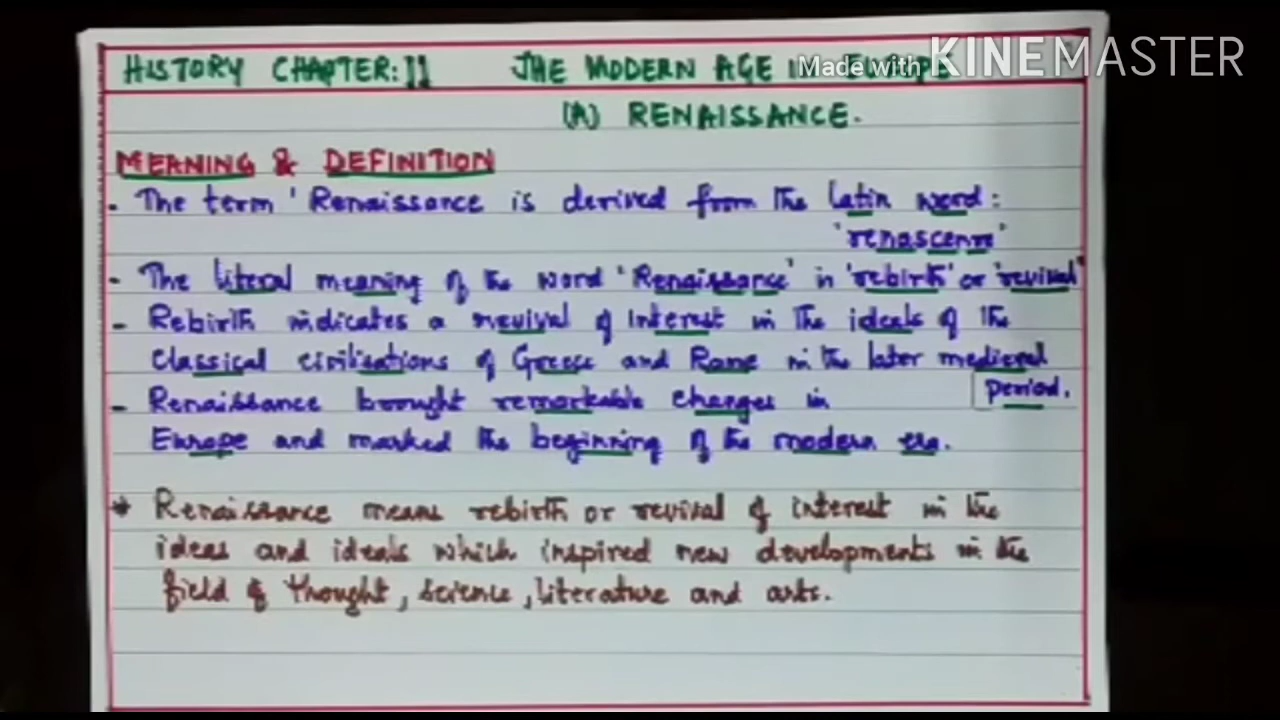 Made with KINEMASTER
HISTORY CHAPTER: 11 THE MODERN AGE IN EUROPE
(A) RENAISSANCE.
MEANING & DEFINITION
- The term 'Renaissance is derived from the latin word:
'renascere'
- The literal meaning of the word 'Renaissance' in 'rebirth' or 'revival'
- Rebirth indicates a revival of interest in the ideals of the
classical civilisations of Greece and Rome in the later medieval
period.
- Renaissance brought remarkable changes in
Europe and marked the beginning of the modern era.
* Renaissance means rebirth or revival of interest in the
ideas and ideals which inspired new developments in the
field of thought, science, literature and arts.